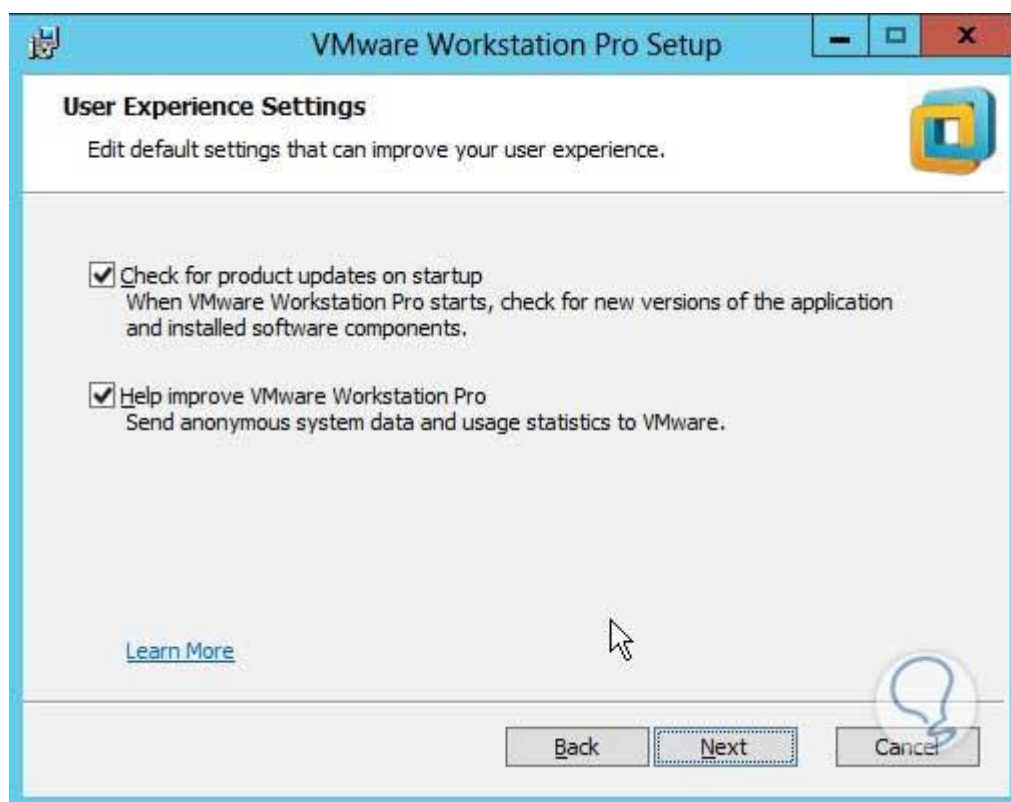 VMware Workstation Pro Setup
User Experience Settings
Edit default settings that can improve your user experience.
Check for product updates on startup
When VMware Workstation Pro starts, check for new versions of the application
and installed software components.
Help improve VMware Workstation Pro
Send anonymous system data and usage statistics to VMware.
Learn More
Back Next Cancel